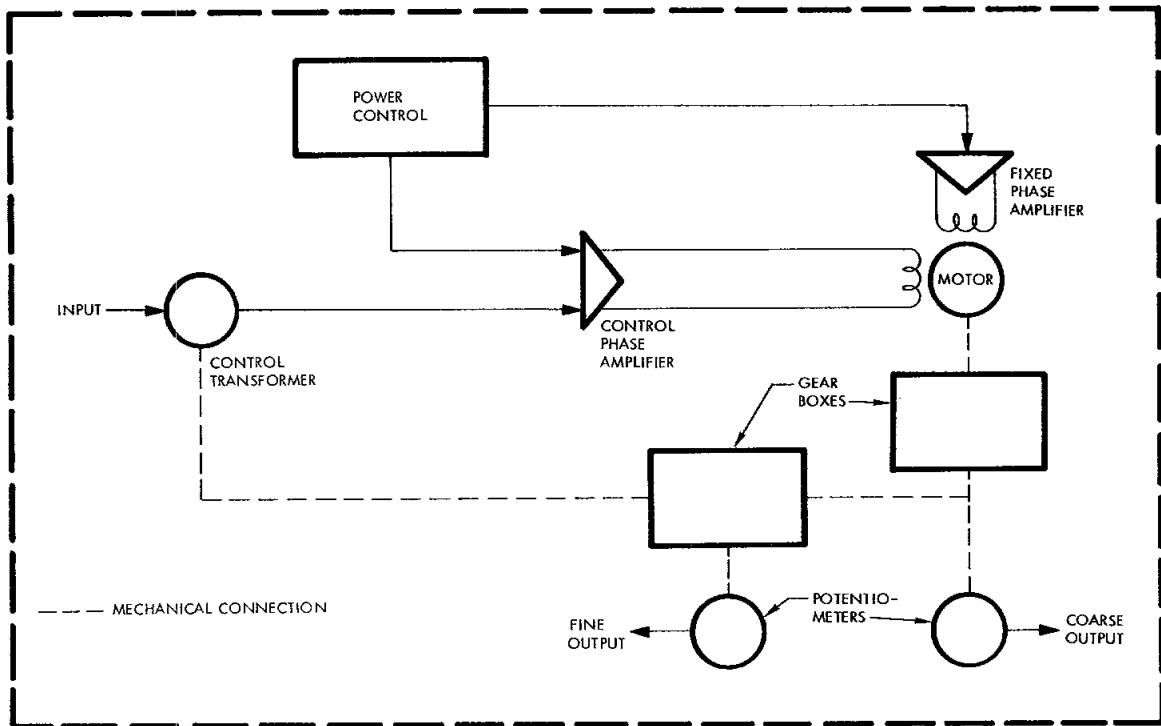 POWER
CONTROL
FIXED
PHASE
AMPLIFIER
INPUT
MOTOR
CONTROL
TRANSFORMER
CONTROL
PHASE
AMPLIFIER
GEAR
BOXES
MECHANICAL CONNECTION
POTENTIO-
METERS
FINE
OUTPUT
COARSE
OUTPUT